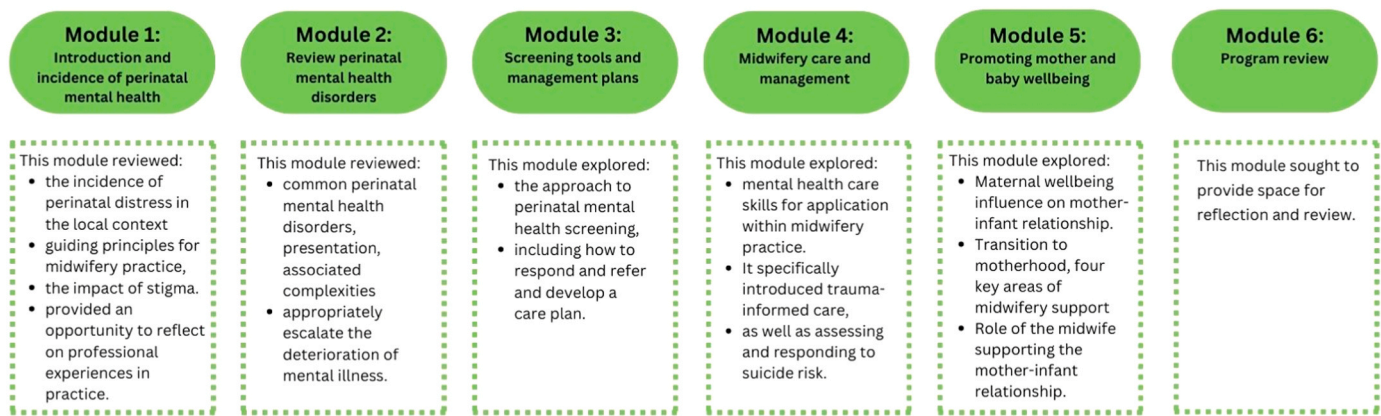 Module 1:
Introduction and
incidence of perinatal
mental health
This module reviewed:
• the incidence of
perinatal distress in
the local context
• guiding principles for
midwifery practice,
• the impact of stigma.
• provided an
opportunity to reflect
on professional
experiences in
practice.
Module 2:
Review perinatal
mental health
disorders
This module reviewed:
• common perinatal
mental health
disorders,
presentation,
associated
complexities
• appropriately
escalate the
deterioration of
mental illness.
Module 3:
Screening tools and
management plans
This module explored:
• the approach to
perinatal mental
health screening,
• including how to
respond and refer
and develop a
care plan.
Module 4:
Midwifery care and
management
This module explored:
• mental health care
skills for application
within midwifery
practice.
• It specifically
introduced trauma-
informed care,
• as well as assessing
and responding to
suicide risk.
Module 5:
Promoting mother and
baby wellbeing
This module explored:
• Maternal wellbeing
influence on mother-
infant relationship.
• Transition to
motherhood, four
key areas of
midwifery support
• Role of the midwife
supporting the
mother-infant
relationship.
Module 6:
Program review
This module sought to
provide space for
reflection and review.